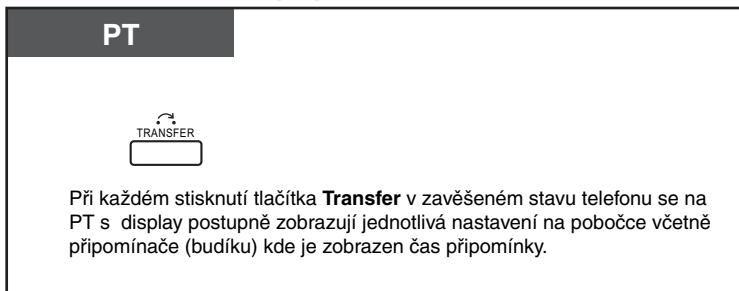 PT
TRANSFER
Při každém stisknutí tlačítka Transfer v zavěšeném stavu telefonu se na
PT s display postupně zobrazují jednotlivá nastavení na pobočce včetně
připomínače (budíku) kde je zobrazen čas připomínky.